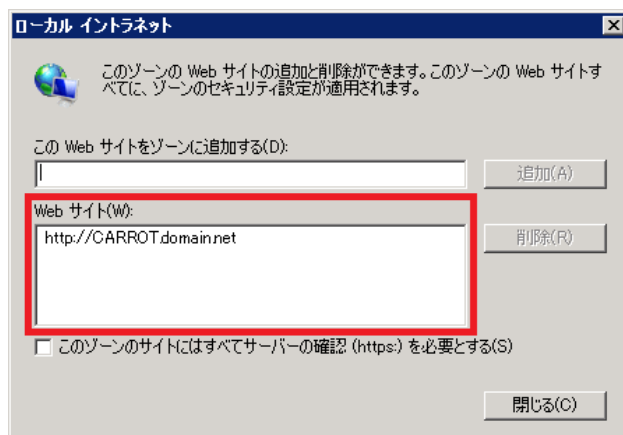 ローカル イントラネット
このゾーンの Web サイトの追加と削除ができます。このゾーンの Web サイトす
べてに、ゾーンのセキュリティ設定が適用されます。
この Web サイトをゾーンに追加する(D):
追加(A)
Web サイト(W):
http://CARROT.domain.net
削除(R)
このゾーンのサイトにはすべてサーバーの確認 (https:) を必要とする(S)
閉じる(C)